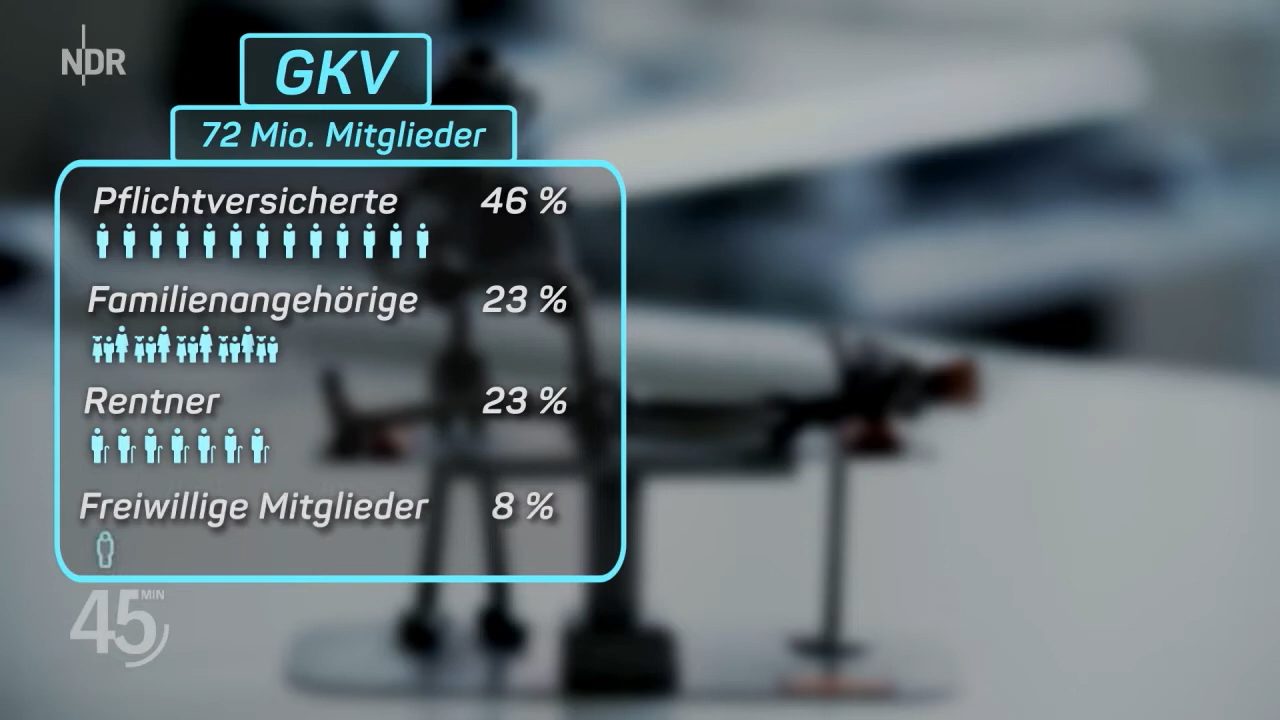 NDR
GKV
72 Mio. Mitglieder
Pflichtversicherte 46 %
Familienangehörige 23 %
Rentner 23 %
Freiwillige Mitglieder 8 %
45 MIN